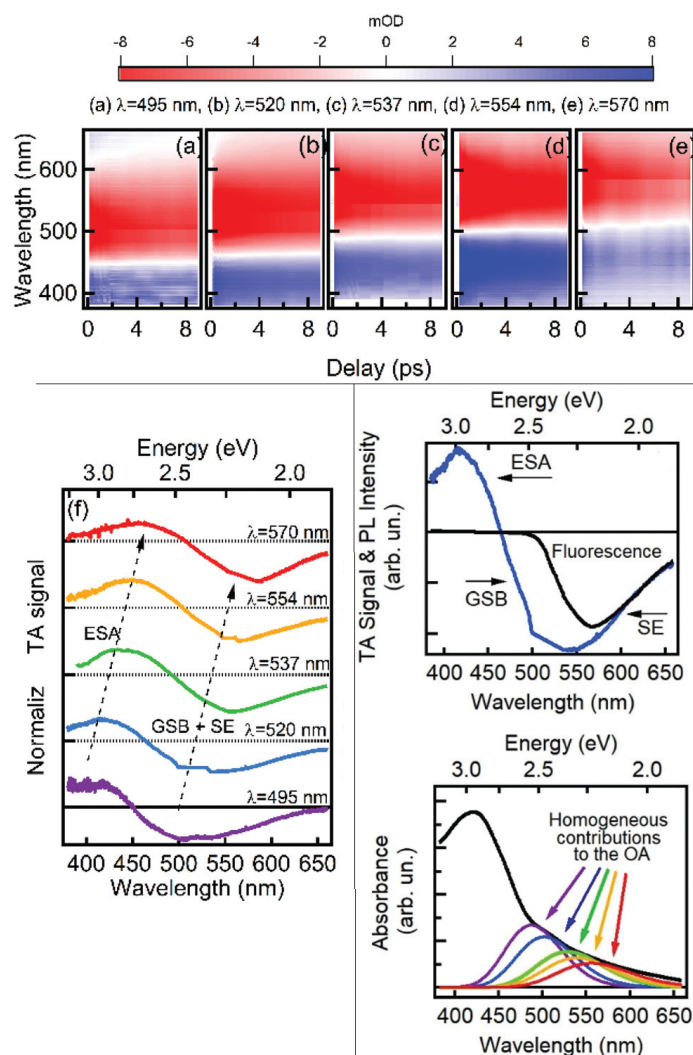 mOD
-8 -6 -4 -2 0 2 4 6 8
(a) λ=495 nm, (b) λ=520 nm, (c) λ=537 nm, (d) λ=554 nm, (e) λ=570 nm
(a) (b) (c) (d) (e)
Wavelength (nm)
600
500
400
0 4 8 0 4 8 0 4 8 0 4 8 0 4 8
Delay (ps)
Energy (eV)
3.0 2.5 2.0
(f)
Normaliz TA signal
λ=570 nm
λ=554 nm
ESA
λ=537 nm
GSB + SE
λ=520 nm
λ=495 nm
400 450 500 550 600 650
Wavelength (nm)
Energy (eV)
3.0 2.5 2.0
TA Signal & PL Intensity
(arb. un.)
ESA
Fluorescence
GSB
SE
400 450 500 550 600 650
Wavelength (nm)
Energy (eV)
3.0 2.5 2.0
Absorbance
(arb. un.)
Homogeneous
contributions
to the OA
400 450 500 550 600 650
Wavelength (nm)